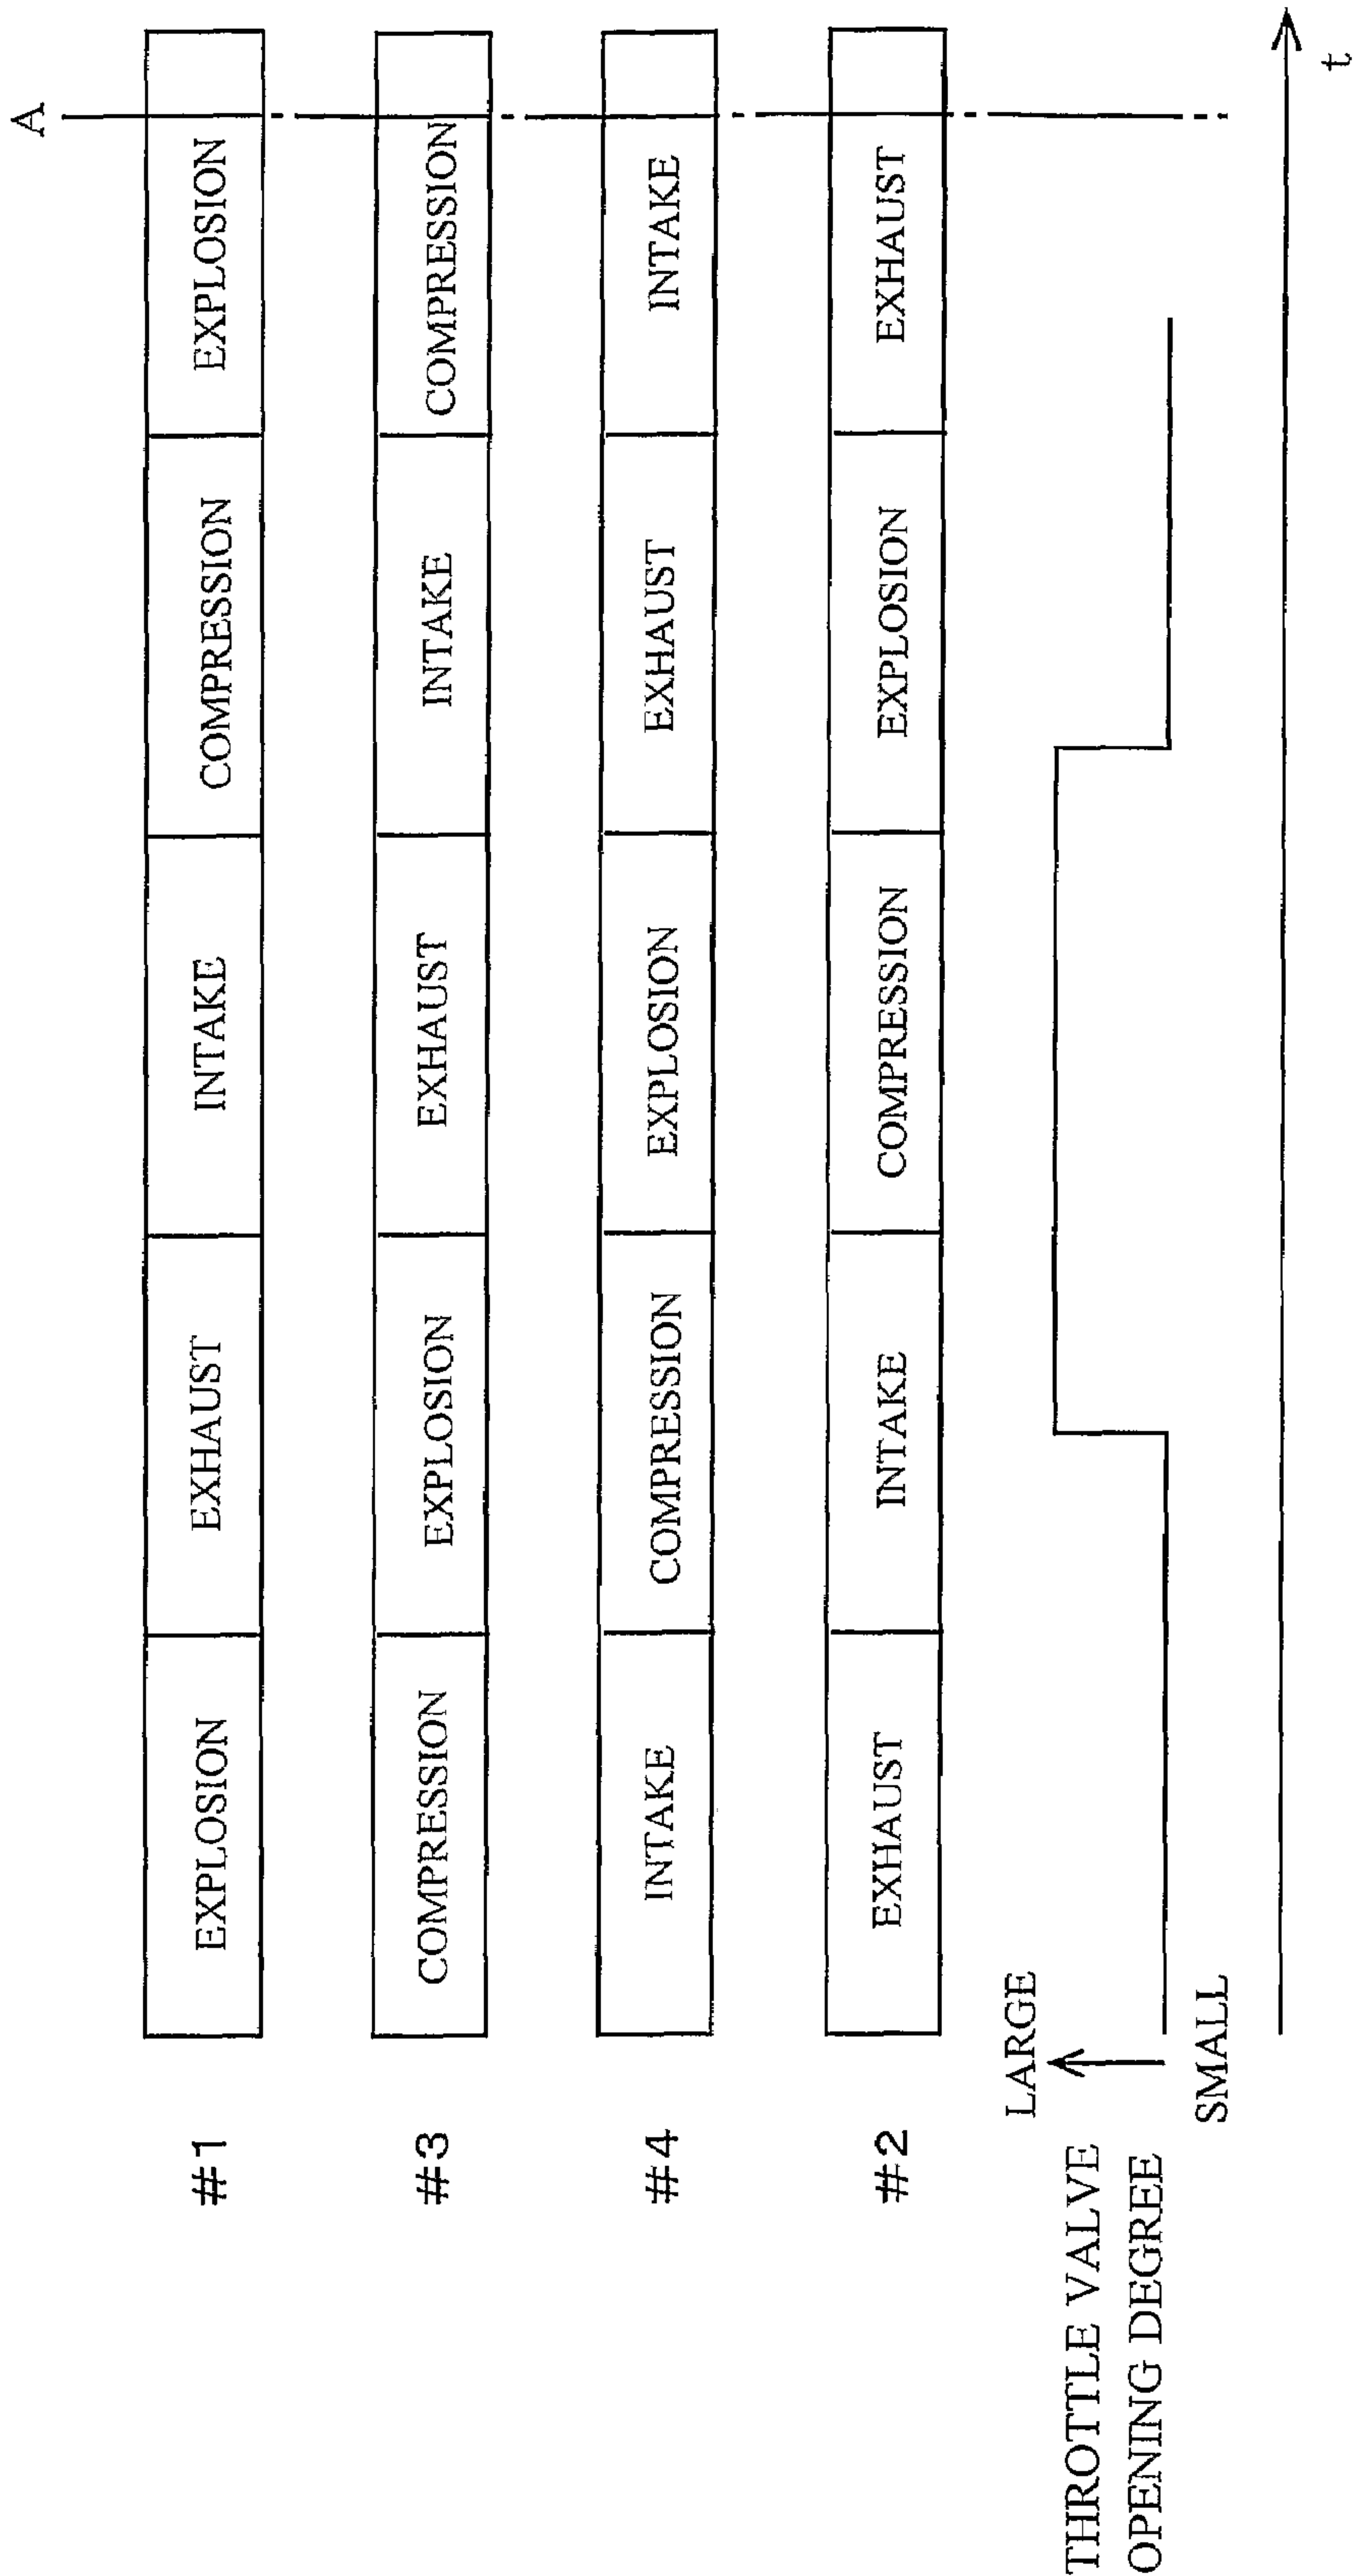 A
#1 EXPLOSION EXHAUST INTAKE COMPRESSION EXPLOSION
#3 COMPRESSION EXPLOSION EXHAUST INTAKE COMPRESSION
#4 INTAKE COMPRESSION EXPLOSION EXHAUST INTAKE
#2 EXHAUST INTAKE COMPRESSION EXPLOSION EXHAUST
LARGE
THROTTLE VALVE
OPENING DEGREE
SMALL
t